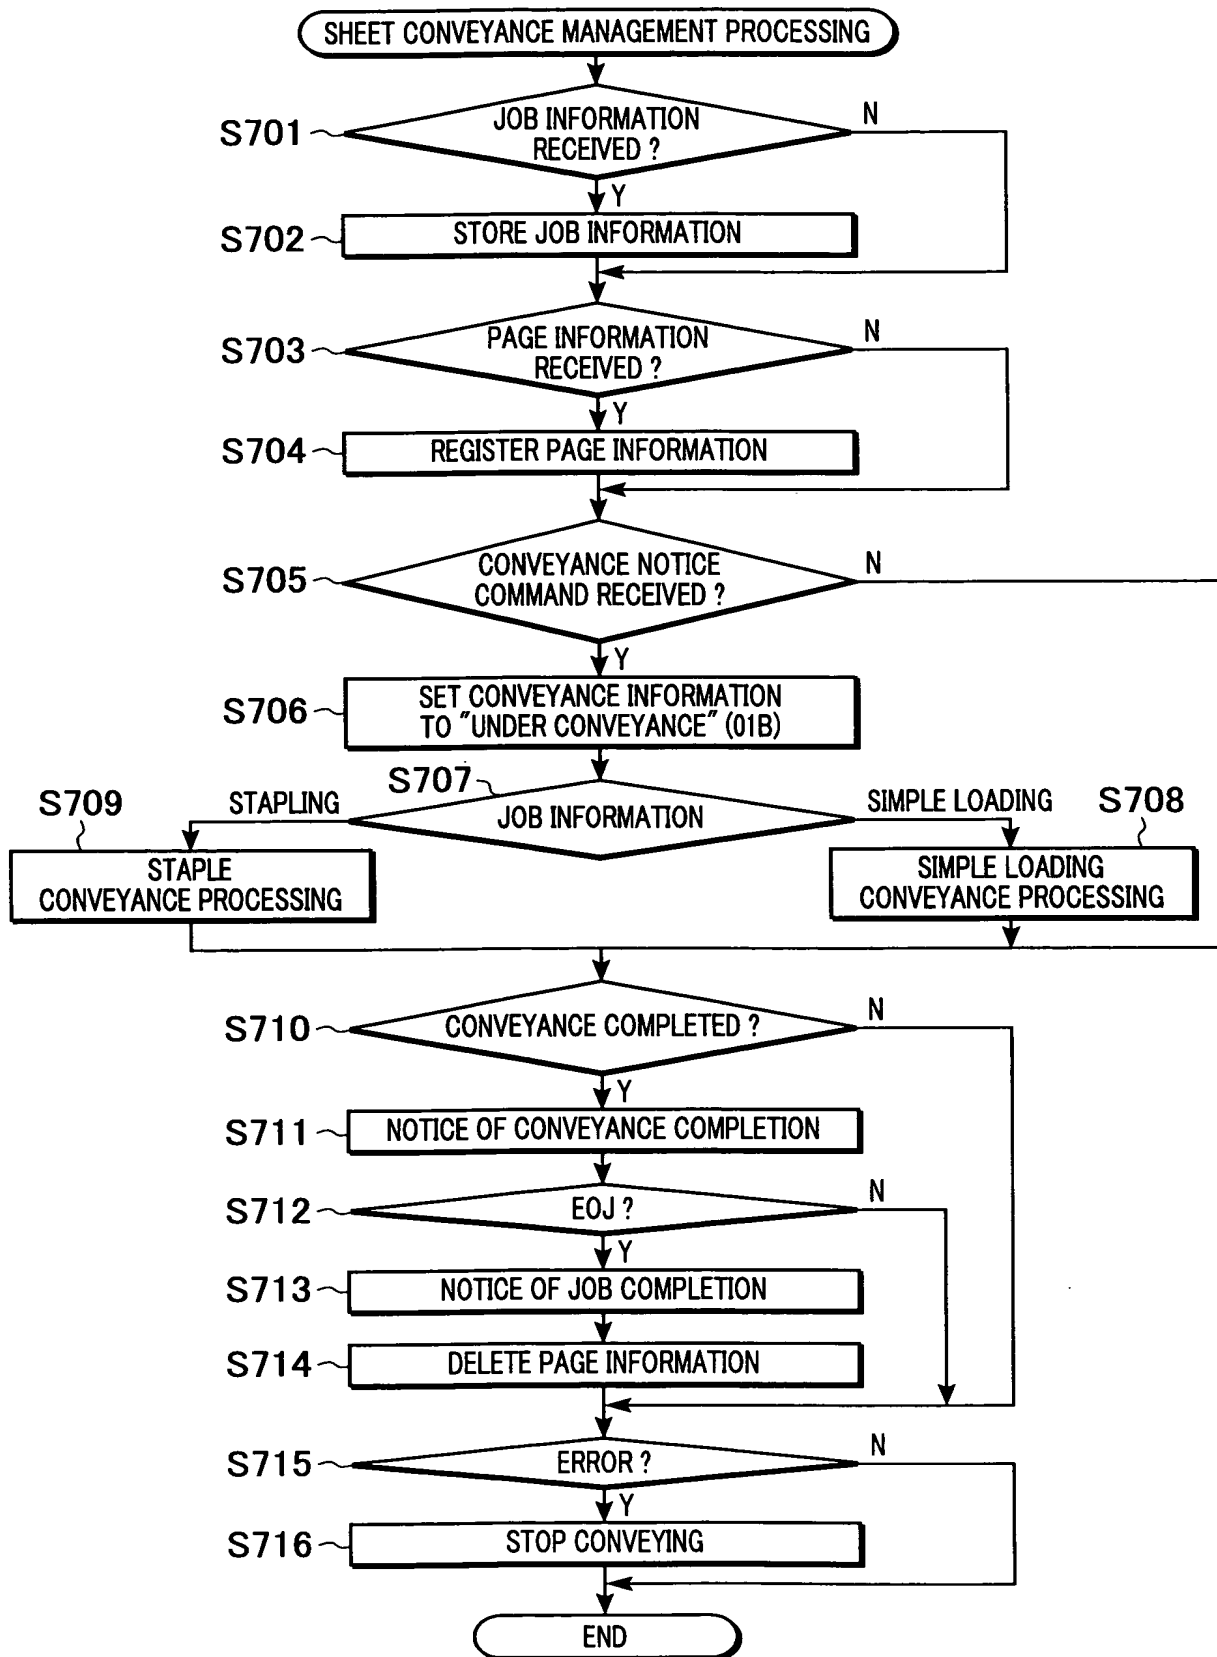 SHEET CONVEYANCE MANAGEMENT PROCESSING
S701
JOB INFORMATION
RECEIVED ?
N
Y
S702
STORE JOB INFORMATION
S703
PAGE INFORMATION
RECEIVED ?
N
Y
S704
REGISTER PAGE INFORMATION
S705
CONVEYANCE NOTICE
COMMAND RECEIVED ?
N
Y
S706
SET CONVEYANCE INFORMATION
TO "UNDER CONVEYANCE" (01B)
S707
JOB INFORMATION
STAPLING
SIMPLE LOADING
S709
STAPLE
CONVEYANCE PROCESSING
S708
SIMPLE LOADING
CONVEYANCE PROCESSING
S710
CONVEYANCE COMPLETED ?
N
Y
S711
NOTICE OF CONVEYANCE COMPLETION
S712
EOJ ?
N
Y
S713
NOTICE OF JOB COMPLETION
S714
DELETE PAGE INFORMATION
S715
ERROR ?
N
Y
S716
STOP CONVEYING
END